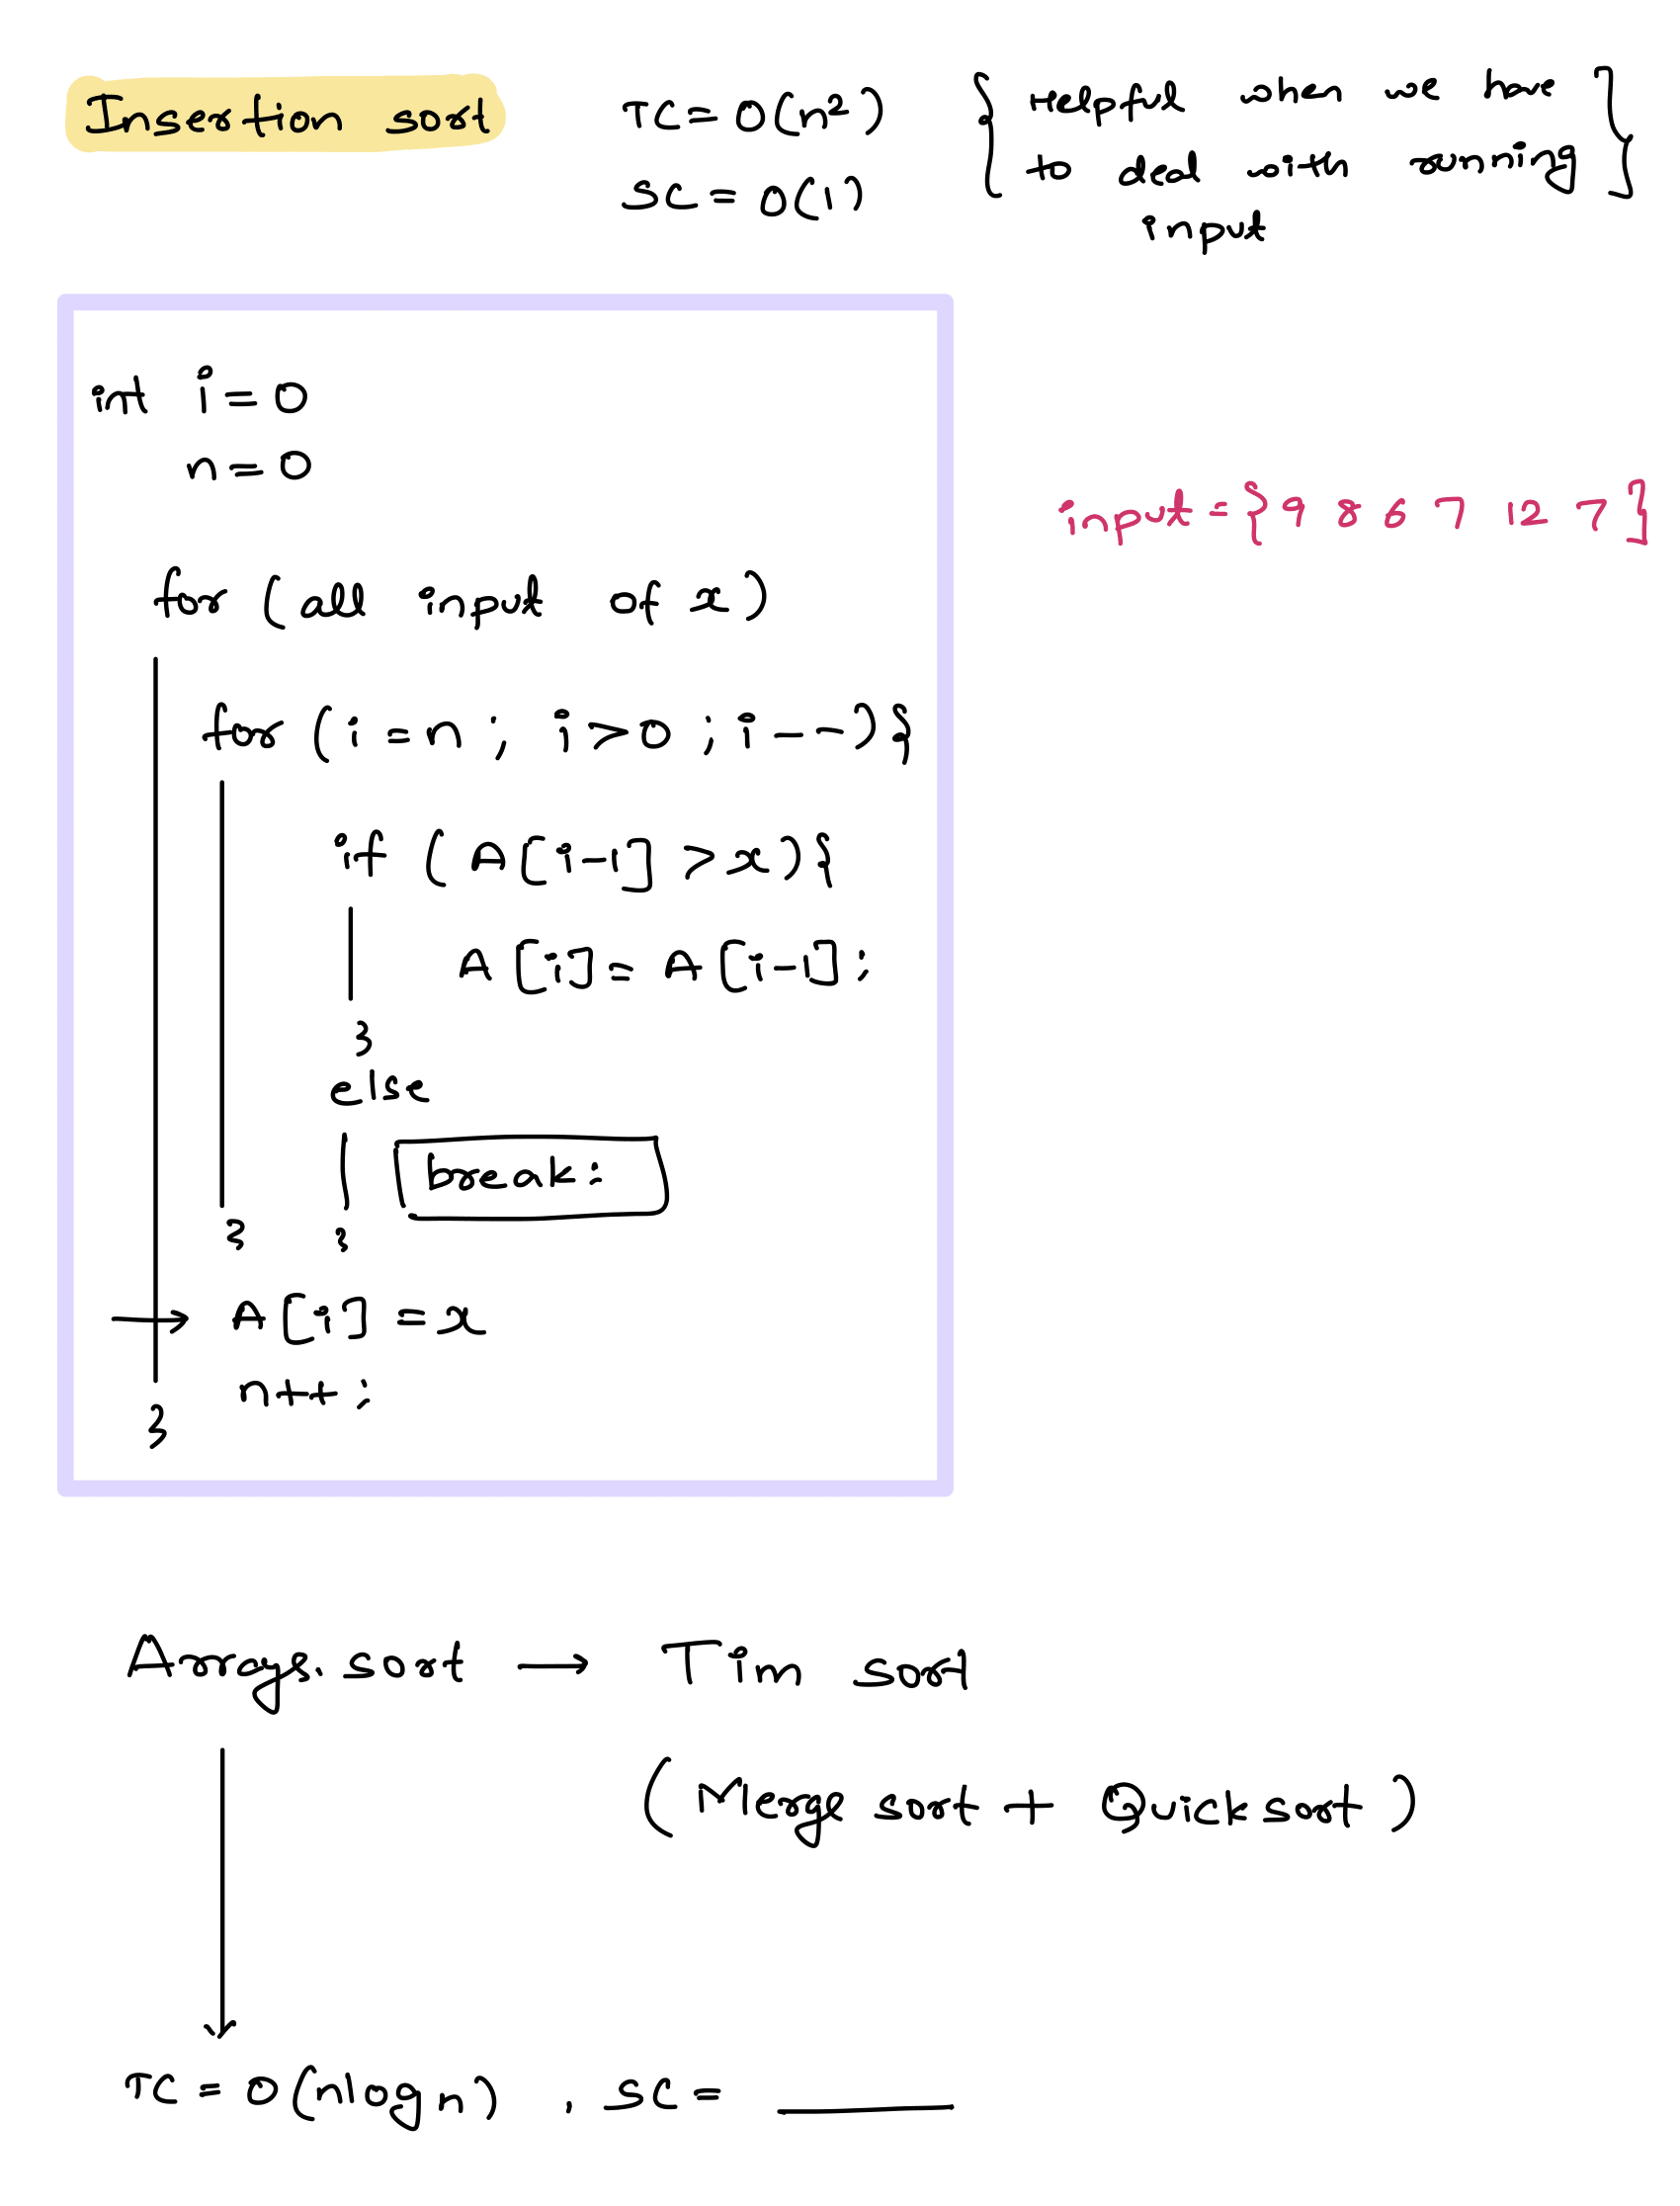 Insertion sort TC = O(n²) { Helpful when we have
SC = O(1) to deal with running }
input
int i = 0
n = 0
input = { 9 8 6 7 12 7 }
for (all input of x)
for (i = n ; i > 0 ; i--) {
if ( A[i-1] > x) {
A[i] = A[i-1];
}
else
break;
} }
→ A[i] = x
n++;
}
Arrays.sort → Tim sort
( Merge sort + Quick sort )
TC = O(nlogn) , SC = ____